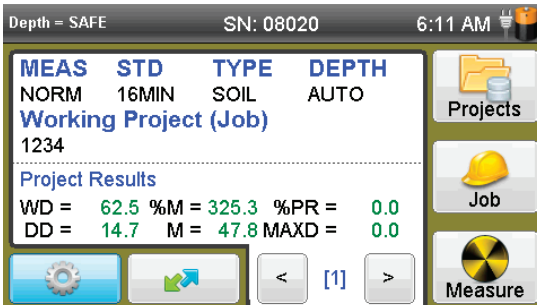 Depth = SAFE SN: 08020 6:11 AM
MEAS STD TYPE DEPTH
NORM 16MIN SOIL AUTO
Working Project (Job)
1234
Project Results
WD = 62.5 %M = 325.3 %PR = 0.0
DD = 14.7 M = 47.8 MAXD = 0.0
< [1] >
Projects
Job
Measure